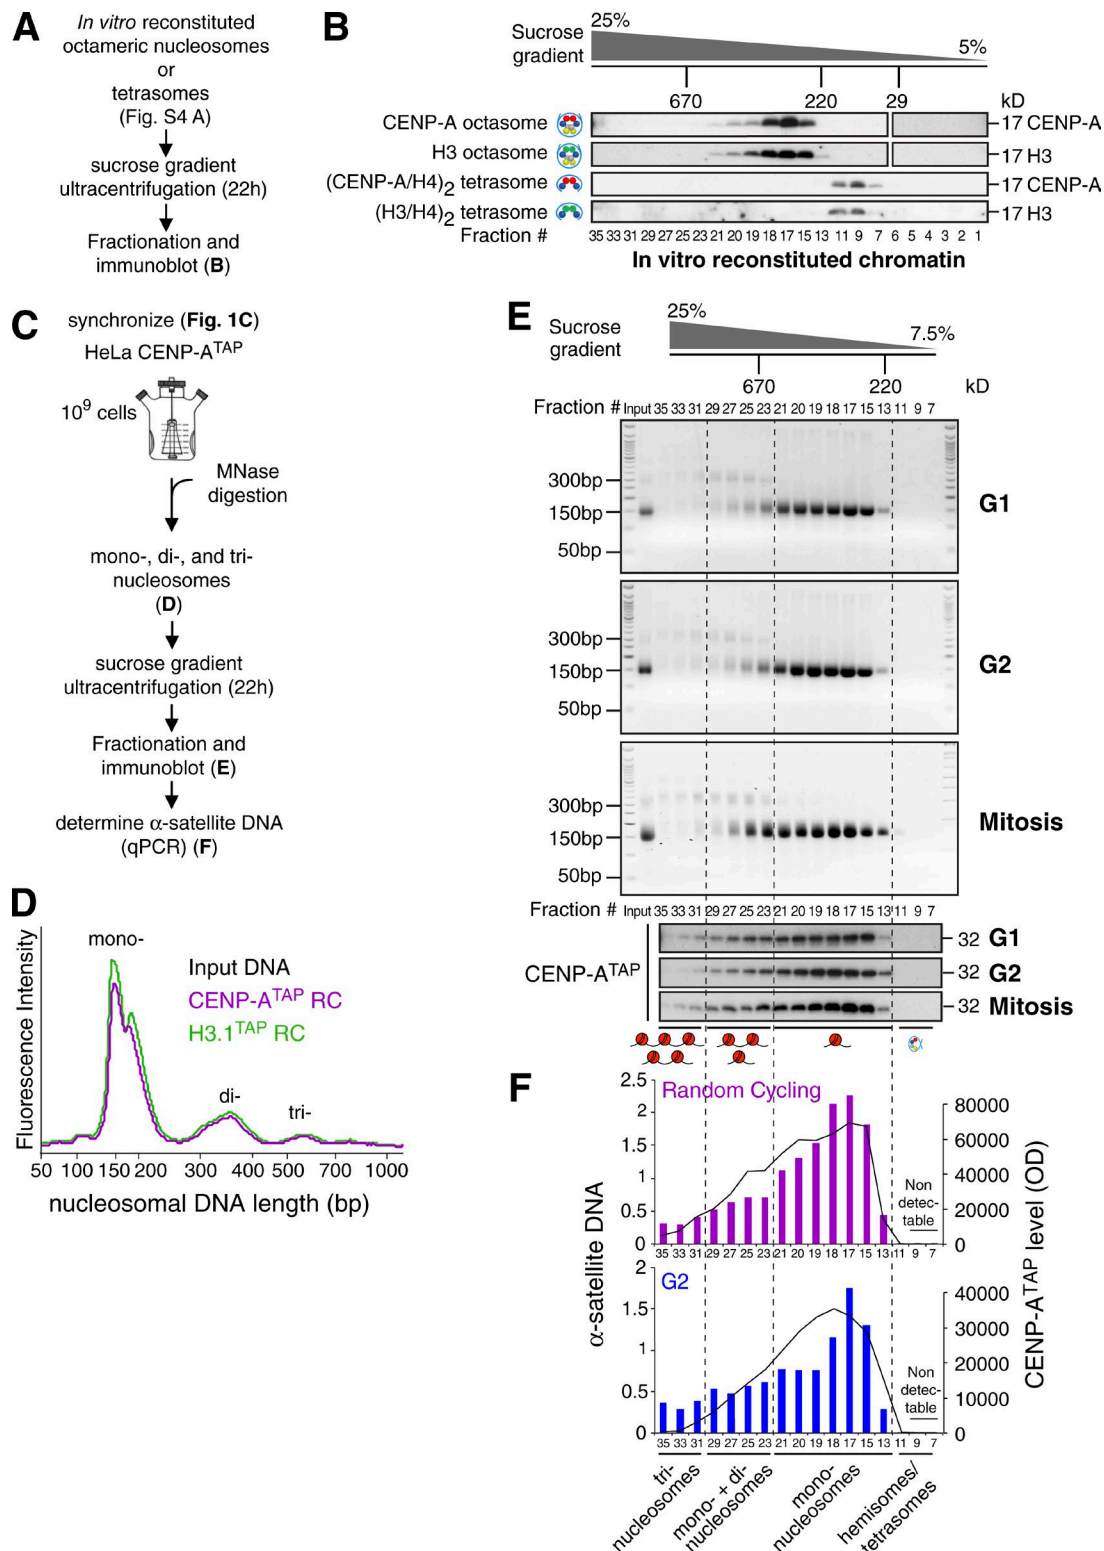 A
In vitro reconstituted
octameric nucleosomes
or
tetrasomes
(Fig. S4 A)
sucrose gradient
ultracentrifugation (22h)
Fractionation and
immunoblot (B)
B
Sucrose
gradient
25%
5%
670
220
29
kD
CENP-A octasome
17 CENP-A
H3 octasome
17 H3
(CENP-A/H4)2 tetrasome
17 CENP-A
(H3/H4)2 tetrasome
17 H3
Fraction #
35 33 31 29 27 25 23 21 20 19 18 17 15 13 11 9 7 6 5 4 3 2 1
In vitro reconstituted chromatin
C
synchronize (Fig. 1C)
HeLa CENP-ATAP
109 cells
MNase
digestion
mono-, di-, and tri-
nucleosomes
(D)
sucrose gradient
ultracentrifugation (22h)
Fractionation and
immunoblot (E)
determine α-satellite DNA
(qPCR) (F)
D
Fluorescence Intensity
mono-
Input DNA
CENP-ATAP RC
H3.1TAP RC
di-
tri-
50 100 150 200 300 400 500 700 1000
nucleosomal DNA length (bp)
E
Sucrose
gradient
25%
7.5%
670
220
kD
Fraction # Input 35 33 31 29 27 25 23 21 20 19 18 17 15 13 11 9 7
300bp
150bp
50bp
G1
300bp
150bp
50bp
G2
300bp
150bp
50bp
Mitosis
Fraction # Input 35 33 31 29 27 25 23 21 20 19 18 17 15 13 11 9 7
CENP-ATAP
32 G1
32 G2
32 Mitosis
F
α-satellite DNA
CENP-ATAP level (OD)
Random Cycling
2.5
2
1.5
1
0.5
0
80000
60000
40000
20000
0
Non
detec-
table
35 33 31 29 27 25 23 21 20 19 18 17 15 13 11 9 7
G2
2
1.5
1
0.5
0
40000
30000
20000
10000
0
Non
detec-
table
35 33 31 29 27 25 23 21 20 19 18 17 15 13 11 9 7
tri-
nucleosomes
mono- + di-
nucleosomes
mono-
nucleosomes
hemisomes/
tetrasomes